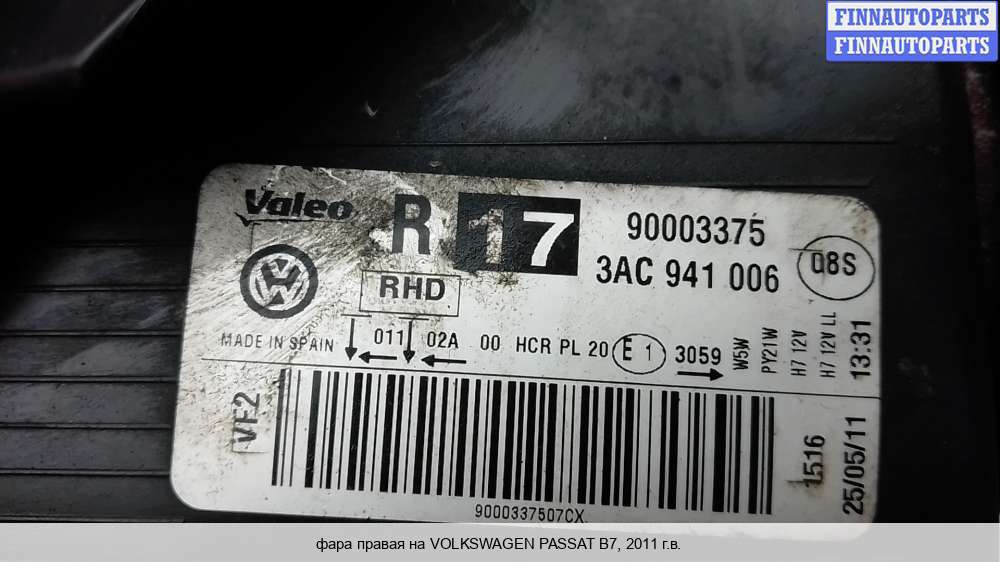 FINNAUTOPARTS
FINNAUTOPARTS
Valeo R 17 90003375
3AC 941 006 08S
RHD
MADE IN SPAIN 011 02A 00 HCR PL 20 E 1 3059
W5W
PY21W
H7 12V
H7 12V LL
13:31
VF2
1516
25/05/11
9000337507CX
фара правая на VOLKSWAGEN PASSAT B7, 2011 г.в.